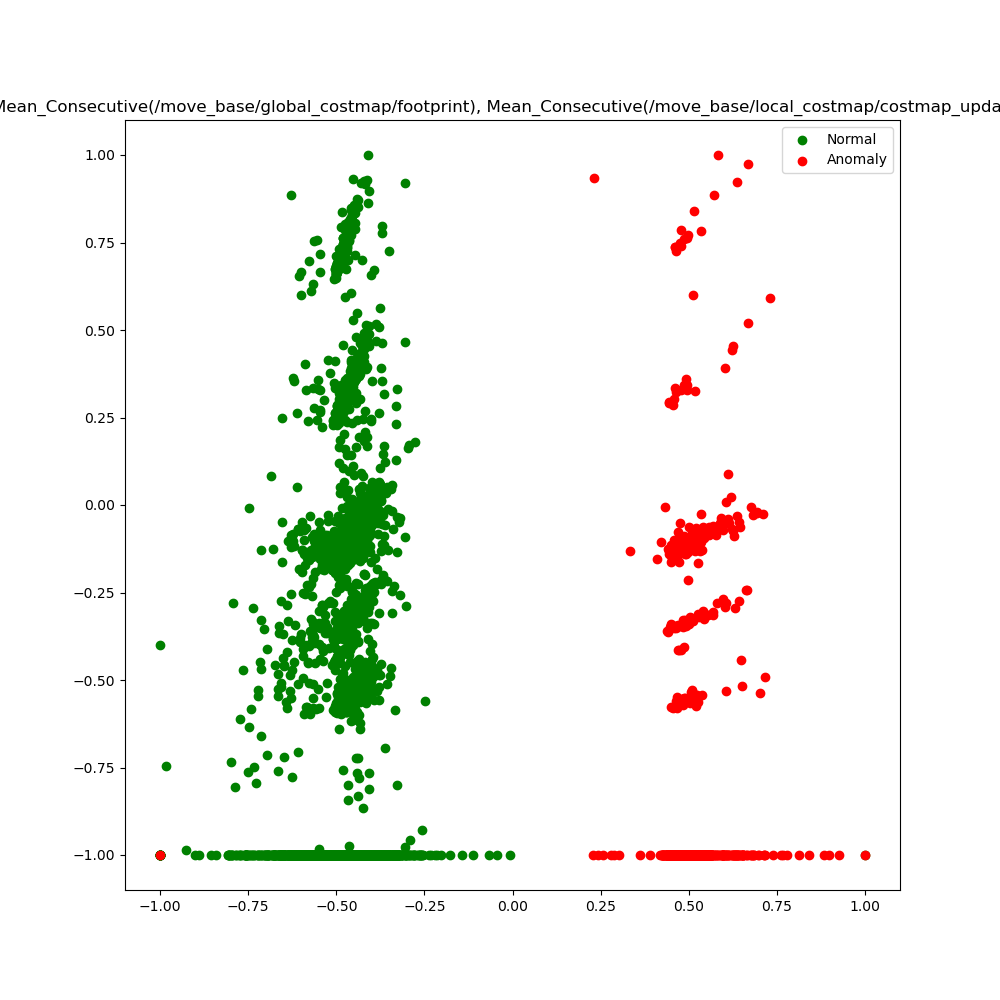 Mean_Consecutive(/move_base/global_costmap/footprint), Mean_Consecutive(/move_base/local_costmap/costmap_upda
Normal
Anomaly
1.00
0.75
0.50
0.25
0.00
−0.25
−0.50
−0.75
−1.00
−1.00 −0.75 −0.50 −0.25 0.00 0.25 0.50 0.75 1.00